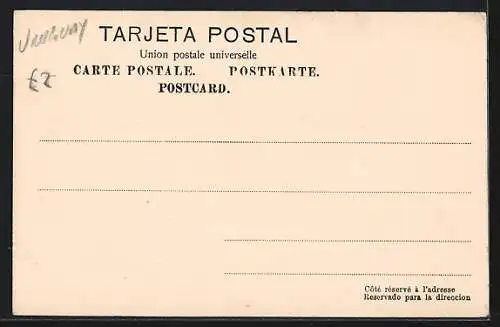 Uruguay
TARJETA POSTAL
Union postale universelle
£2
CARTE POSTALE. POSTKARTE.
POSTCARD.
Côté réservé à l'adresse
Reservado para la direccion